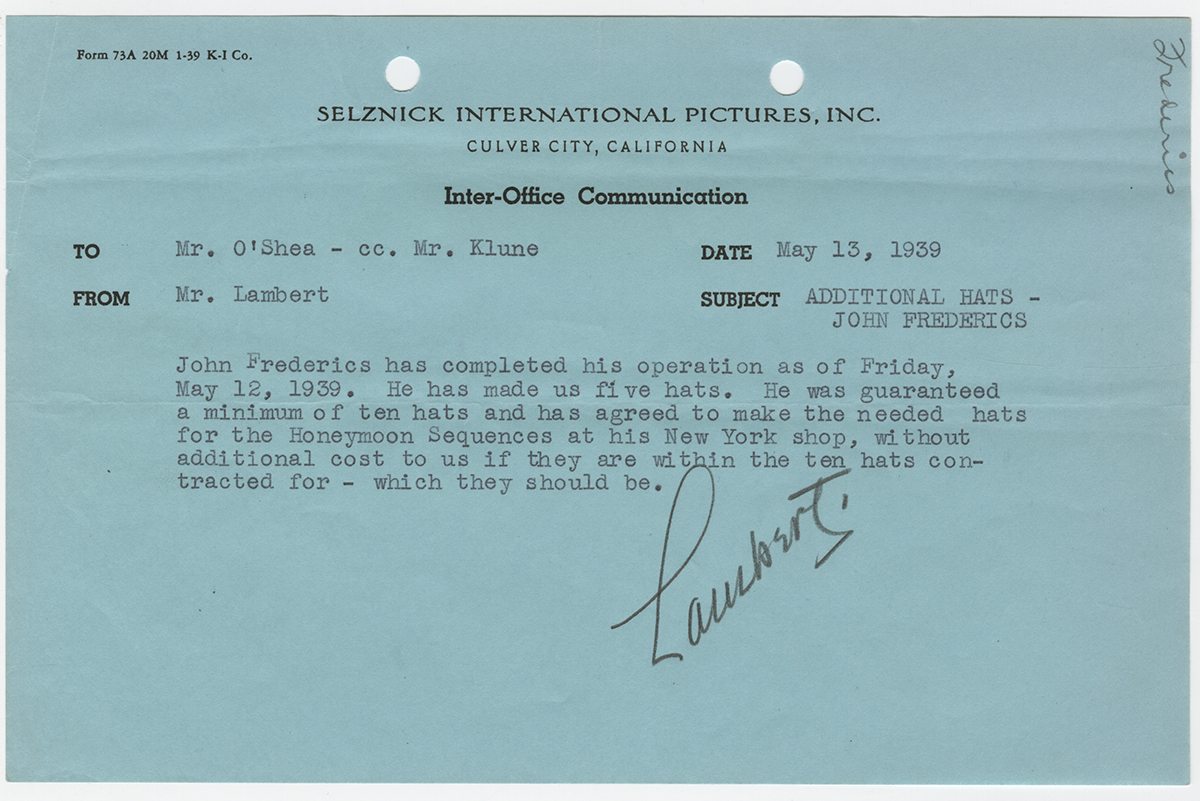 Form 73A 20M 1-39 K-I Co.
Frederics
SELZNICK INTERNATIONAL PICTURES, INC.
CULVER CITY, CALIFORNIA
Inter-Office Communication
TO Mr. O'Shea - cc. Mr. Klune DATE May 13, 1939
FROM Mr. Lambert SUBJECT ADDITIONAL HATS -
JOHN FREDERICS
John Frederics has completed his operation as of Friday,
May 12, 1939. He has made us five hats. He was guaranteed
a minimum of ten hats and has agreed to make the needed hats
for the Honeymoon Sequences at his New York shop, without
additional cost to us if they are within the ten hats con-
tracted for - which they should be.
Lambert.